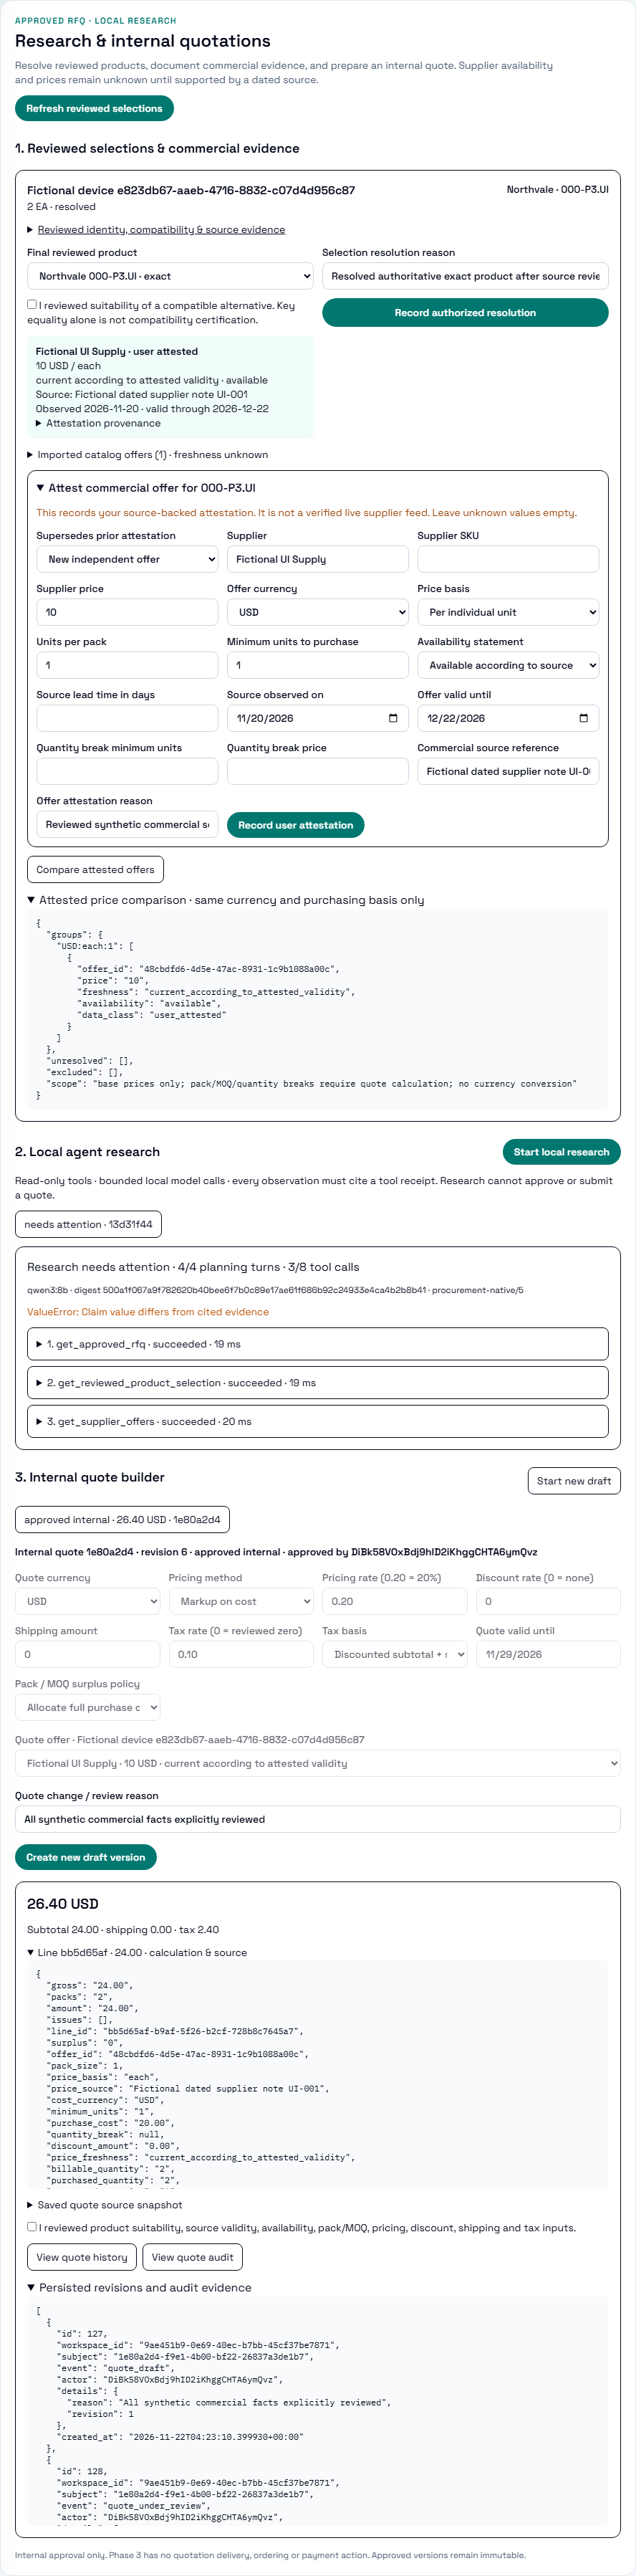 APPROVED RFQ · LOCAL RESEARCH
Research & internal quotations
Resolve reviewed products, document commercial evidence, and prepare an internal quote. Supplier availability
and prices remain unknown until supported by a dated source.
Refresh reviewed selections
1. Reviewed selections & commercial evidence
Fictional device e823db67-aaeb-4716-8832-c07d4d956c87
Northvale · 000-P3.UI
2 EA · resolved
▶ Reviewed identity, compatibility & source evidence
Final reviewed product
Selection resolution reason
Northvale 000-P3.UI · exact
Resolved authoritative exact product after source revie
I reviewed suitability of a compatible alternative. Key
equality alone is not compatibility certification.
Record authorized resolution
Fictional UI Supply · user attested
10 USD / each
current according to attested validity · available
Source: Fictional dated supplier note UI-001
Observed 2026-11-20 · valid through 2026-12-22
▶ Attestation provenance
▶ Imported catalog offers (1) · freshness unknown
▼ Attest commercial offer for 000-P3.UI
This records your source-backed attestation. It is not a verified live supplier feed. Leave unknown values empty.
Supersedes prior attestation
Supplier
Supplier SKU
New independent offer
Fictional UI Supply
Supplier price
Offer currency
Price basis
10
USD
Per individual unit
Units per pack
Minimum units to purchase
Availability statement
1
1
Available according to source
Source lead time in days
Source observed on
Offer valid until
11/20/2026
12/22/2026
Quantity break minimum units
Quantity break price
Commercial source reference
Fictional dated supplier note UI-0
Offer attestation reason
Reviewed synthetic commercial s
Record user attestation
Compare attested offers
▼ Attested price comparison · same currency and purchasing basis only
{
"groups": {
"USD:each:1": [
{
"offer_id": "48cbdfd6-4d5e-47ac-8931-1c9b1088a00c",
"price": "10",
"freshness": "current_according_to_attested_validity",
"availability": "available",
"data_class": "user_attested"
}
]
},
"unresolved": [],
"excluded": [],
"scope": "base prices only; pack/MOQ/quantity breaks require quote calculation; no currency conversion"
}
2. Local agent research
Start local research
Read-only tools · bounded local model calls · every observation must cite a tool receipt. Research cannot approve or submit
a quote.
needs attention · 13d31f44
Research needs attention · 4/4 planning turns · 3/8 tool calls
qwen3:8b · digest 500a1f067a9f782620b40bee6f7b0c89e17ae61f686b92c24933e4ca4b2b8b41 · procurement-native/5
ValueError: Claim value differs from cited evidence
▶ 1. get_approved_rfq · succeeded · 19 ms
▶ 2. get_reviewed_product_selection · succeeded · 19 ms
▶ 3. get_supplier_offers · succeeded · 20 ms
3. Internal quote builder
Start new draft
approved internal · 26.40 USD · 1e80a2d4
Internal quote 1e80a2d4 · revision 6 · approved internal · approved by DiBk58VOxBdj9hID2iKhggCHTA6ymQvz
Quote currency
Pricing method
Pricing rate (0.20 = 20%)
Discount rate (0 = none)
USD
Markup on cost
0.20
0
Shipping amount
Tax rate (0 = reviewed zero)
Tax basis
Quote valid until
0
0.10
Discounted subtotal + s
11/29/2026
Pack / MOQ surplus policy
Allocate full purchase c
Quote offer · Fictional device e823db67-aaeb-4716-8832-c07d4d956c87
Fictional UI Supply · 10 USD · current according to attested validity
Quote change / review reason
All synthetic commercial facts explicitly reviewed
Create new draft version
26.40 USD
Subtotal 24.00 · shipping 0.00 · tax 2.40
▼ Line bb5d65af · 24.00 · calculation & source
{
"gross": "24.00",
"packs": "2",
"amount": "24.00",
"issues": [],
"line_id": "bb5d65af-b9af-5f26-b2cf-728b8c7645a7",
"surplus": "0",
"offer_id": "48cbdfd6-4d5e-47ac-8931-1c9b1088a00c",
"pack_size": 1,
"price_basis": "each",
"price_source": "Fictional dated supplier note UI-001",
"cost_currency": "USD",
"minimum_units": "1",
"purchase_cost": "20.00",
"quantity_break": null,
"discount_amount": "0.00",
"price_freshness": "current_according_to_attested_validity",
"billable_quantity": "2",
"purchased_quantity": "2",
▶ Saved quote source snapshot
I reviewed product suitability, source validity, availability, pack/MOQ, pricing, discount, shipping and tax inputs.
View quote history
View quote audit
▼ Persisted revisions and audit evidence
[
{
"id": 127,
"workspace_id": "9ae451b9-0e69-40ec-b7bb-45cf37be7871",
"subject": "1e80a2d4-f9e1-4b00-bf22-26837a3de1b7",
"event": "quote_draft",
"actor": "DiBk58VOxBdj9hID2iKhggCHTA6ymQvz",
"details": {
"reason": "All synthetic commercial facts explicitly reviewed",
"revision": 1
},
"created_at": "2026-11-22T04:23:10.399930+00:00"
},
{
"id": 128,
"workspace_id": "9ae451b9-0e69-40ec-b7bb-45cf37be7871",
"subject": "1e80a2d4-f9e1-4b00-bf22-26837a3de1b7",
"event": "quote_under_review",
"actor": "DiBk58VOxBdj9hID2iKhggCHTA6ymQvz",
Internal approval only. Phase 3 has no quotation delivery, ordering or payment action. Approved versions remain immutable.